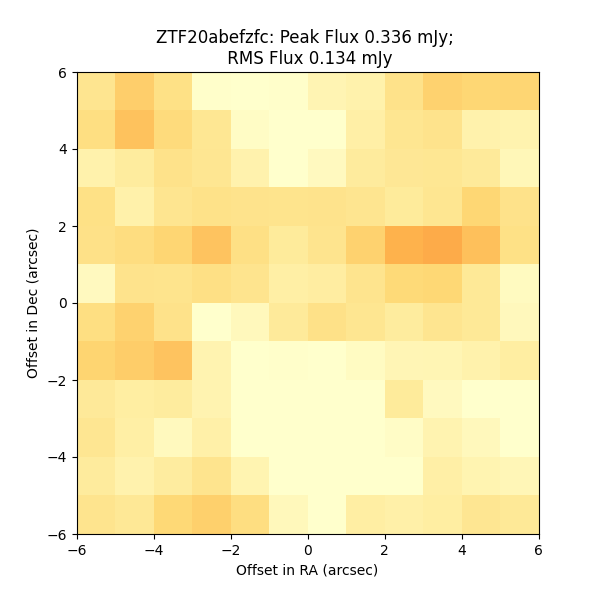 ZTF20abefzfc: Peak Flux 0.336 mJy;
RMS Flux 0.134 mJy
6
4
2
0
−2
−4
−6
Offset in Dec (arcsec)
−6 −4 −2 0 2 4 6
Offset in RA (arcsec)